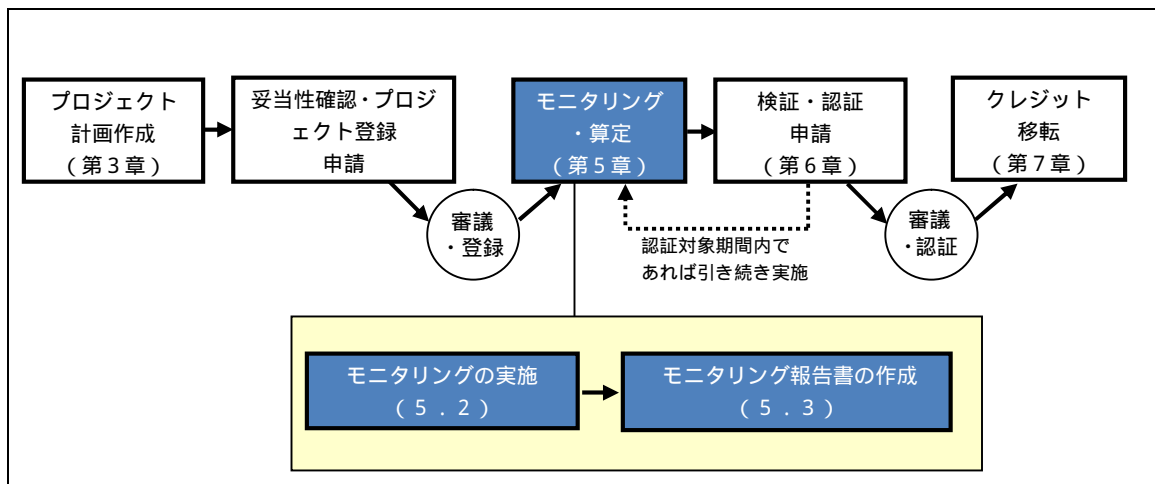 プロジェクト
計画作成
（第３章）
妥当性確認・プロジ
ェクト登録
申請
モニタリング
・算定
（第５章）
検証・認証
申請
（第６章）
クレジット
移転
（第７章）
審議
・登録
認証対象期間内で
あれば引き続き実施
審議
・認証
モニタリングの実施
（５．２）
モニタリング報告書の作成
（５．３）